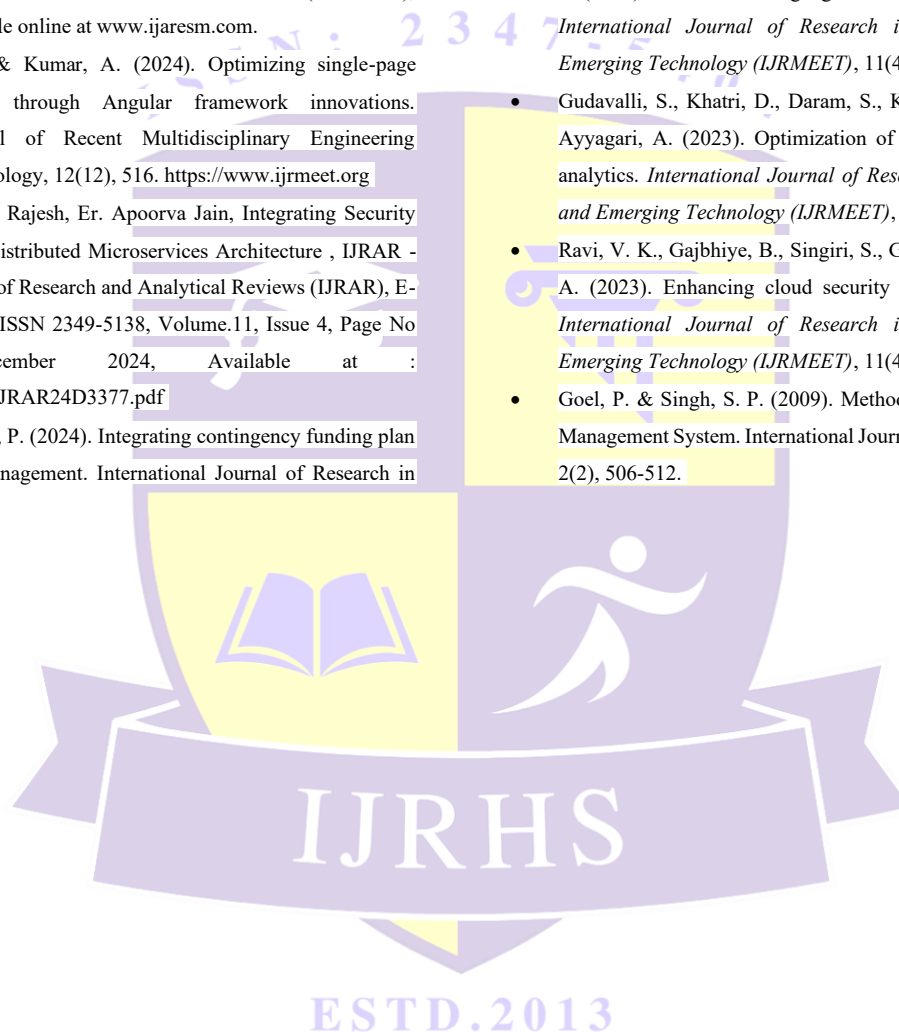 le online at www.ijaresm.com.
& Kumar, A. (2024). Optimizing single-page
through Angular framework innovations.
l of Recent Multidisciplinary Engineering
ology, 12(12), 516. https://www.ijrmeet.org
Rajesh, Er. Apoorva Jain, Integrating Security
istributed Microservices Architecture , IJRAR -
of Research and Analytical Reviews (IJRAR), E-
ISSN 2349-5138, Volume.11, Issue 4, Page No
cember 2024, Available at :
JRAR24D3377.pdf
, P. (2024). Integrating contingency funding plan
nagement. International Journal of Research in
International Journal of Research i
Emerging Technology (IJRMEET), 11(4
• Gudavalli, S., Khatri, D., Daram, S., K
Ayyagari, A. (2023). Optimization of
analytics. International Journal of Rese
and Emerging Technology (IJRMEET),
• Ravi, V. K., Gajbhiye, B., Singiri, S., G
A. (2023). Enhancing cloud security
International Journal of Research i
Emerging Technology (IJRMEET), 11(4
• Goel, P. & Singh, S. P. (2009). Method
Management System. International Journ
2(2), 506-512.
IJRHS
ESTD.2013